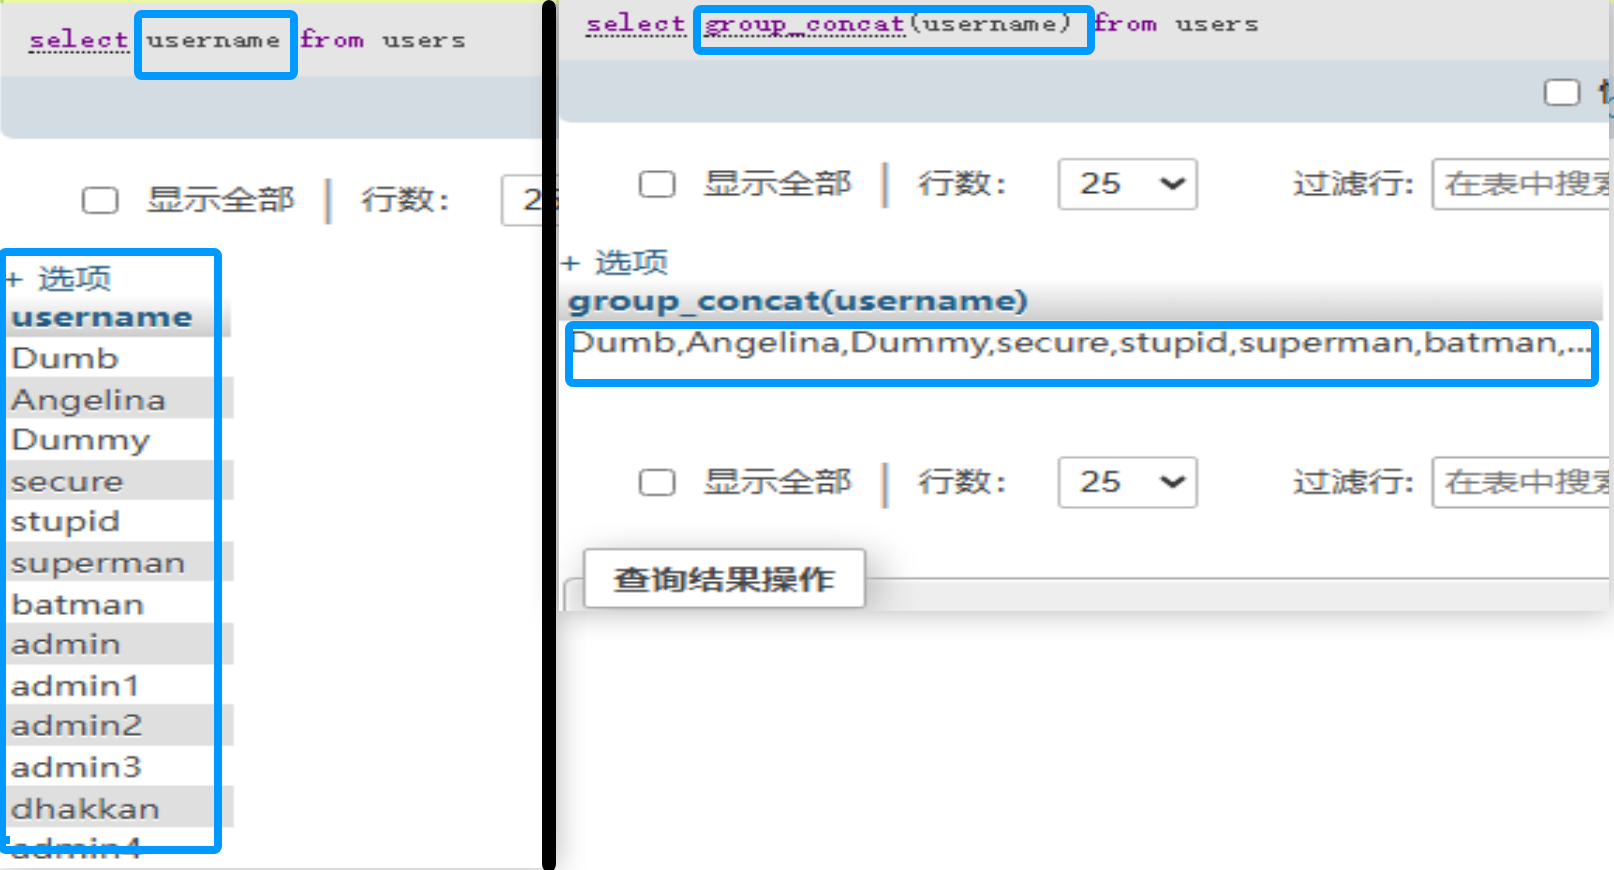 select username from users
显示全部 行数:
+ 选项
username
Dumb
Angelina
Dummy
secure
stupid
superman
batman
admin
admin1
admin2
admin3
dhakkan
admin4
select group_concat(username) from users
显示全部 行数: 25 过滤行: 在表中搜索
+ 选项
group_concat(username)
Dumb,Angelina,Dummy,secure,stupid,superman,batman,...
显示全部 行数: 25 过滤行: 在表中搜索
查询结果操作